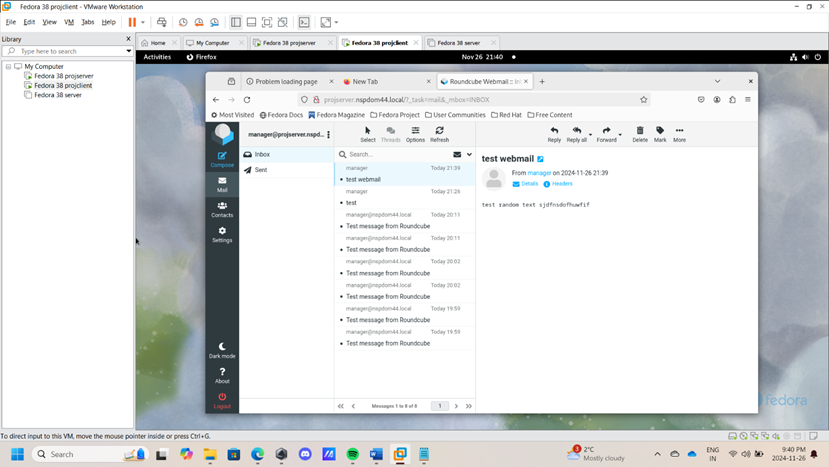 Fedora 38 projclient - VMware Workstation
File Edit View VM Tabs Help
Library
Home My Computer Fedora 38 projserver Fedora 38 projclient Fedora 38 server
Type here to search
My Computer
Fedora 38 projserver
Fedora 38 projclient
Fedora 38 server
Activities Firefox Nov 26 21:40
Problem loading page New Tab Roundcube Webmail :: In
projserver.nspdom44.local/?_task=mail&_mbox=INBOX
Most Visited Fedora Docs Fedora Magazine Fedora Project User Communities Red Hat Free Content
manager@projserver.nspd...
Select Threads Options Refresh
Reply Reply all Forward Delete Mark More
Compose
Mail
Contacts
Settings
Dark mode
About
Logout
Inbox
Sent
Search...
manager Today 21:39
test webmail
manager Today 21:26
test
manager@nspdom44.local Today 20:11
Test message from Roundcube
manager@nspdom44.local Today 20:11
Test message from Roundcube
manager@nspdom44.local Today 20:02
Test message from Roundcube
manager@nspdom44.local Today 20:02
Test message from Roundcube
manager@nspdom44.local Today 19:59
Test message from Roundcube
manager@nspdom44.local Today 19:59
Test message from Roundcube
Messages 1 to 8 of 8 1
test webmail
From manager on 2024-11-26 21:39
Details Headers
test random text sjdfnsdofhuwfif
fedora
To direct input to this VM, move the mouse pointer inside or press Ctrl+G.
Search
3
2°C
Mostly cloudy
ENG
IN
9:40 PM
2024-11-26